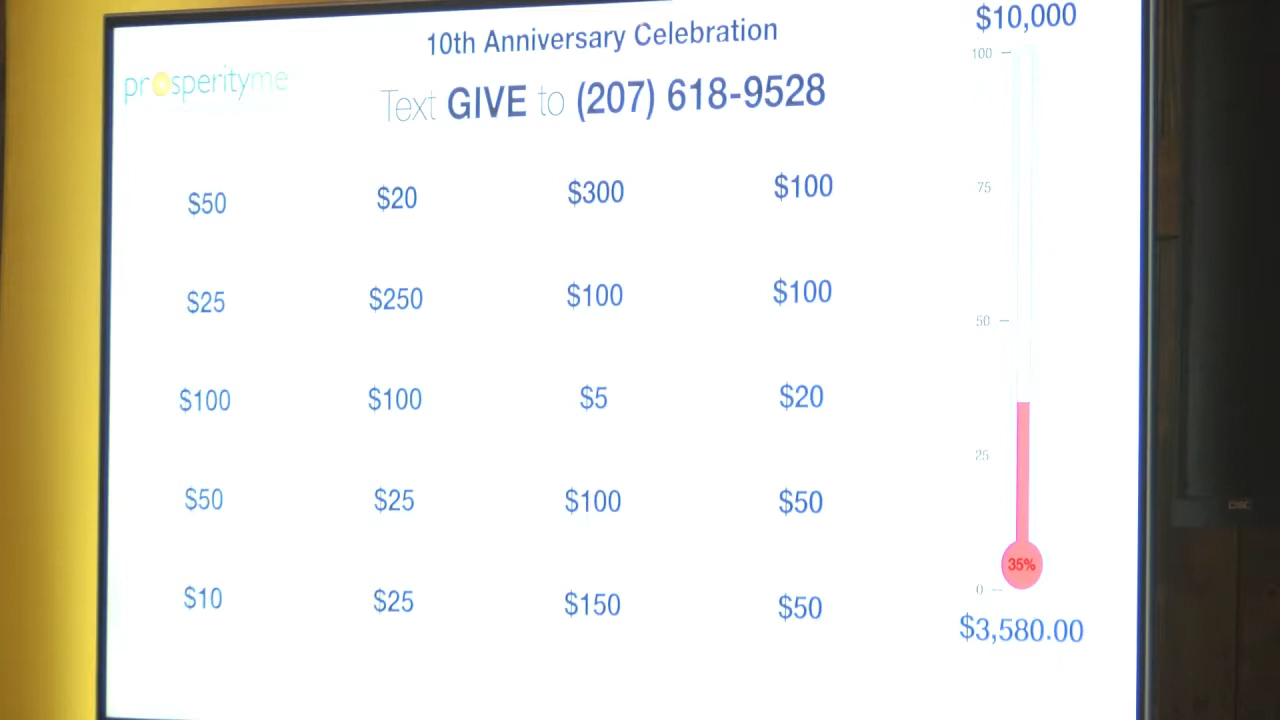 $10,000
10th Anniversary Celebration
prosperityme
Text GIVE to (207) 618-9528
100
75
50
25
0
$50 $20 $300 $100
$25 $250 $100 $100
$100 $100 $5 $20
$50 $25 $100 $50
$10 $25 $150 $50
35%
$3,580.00